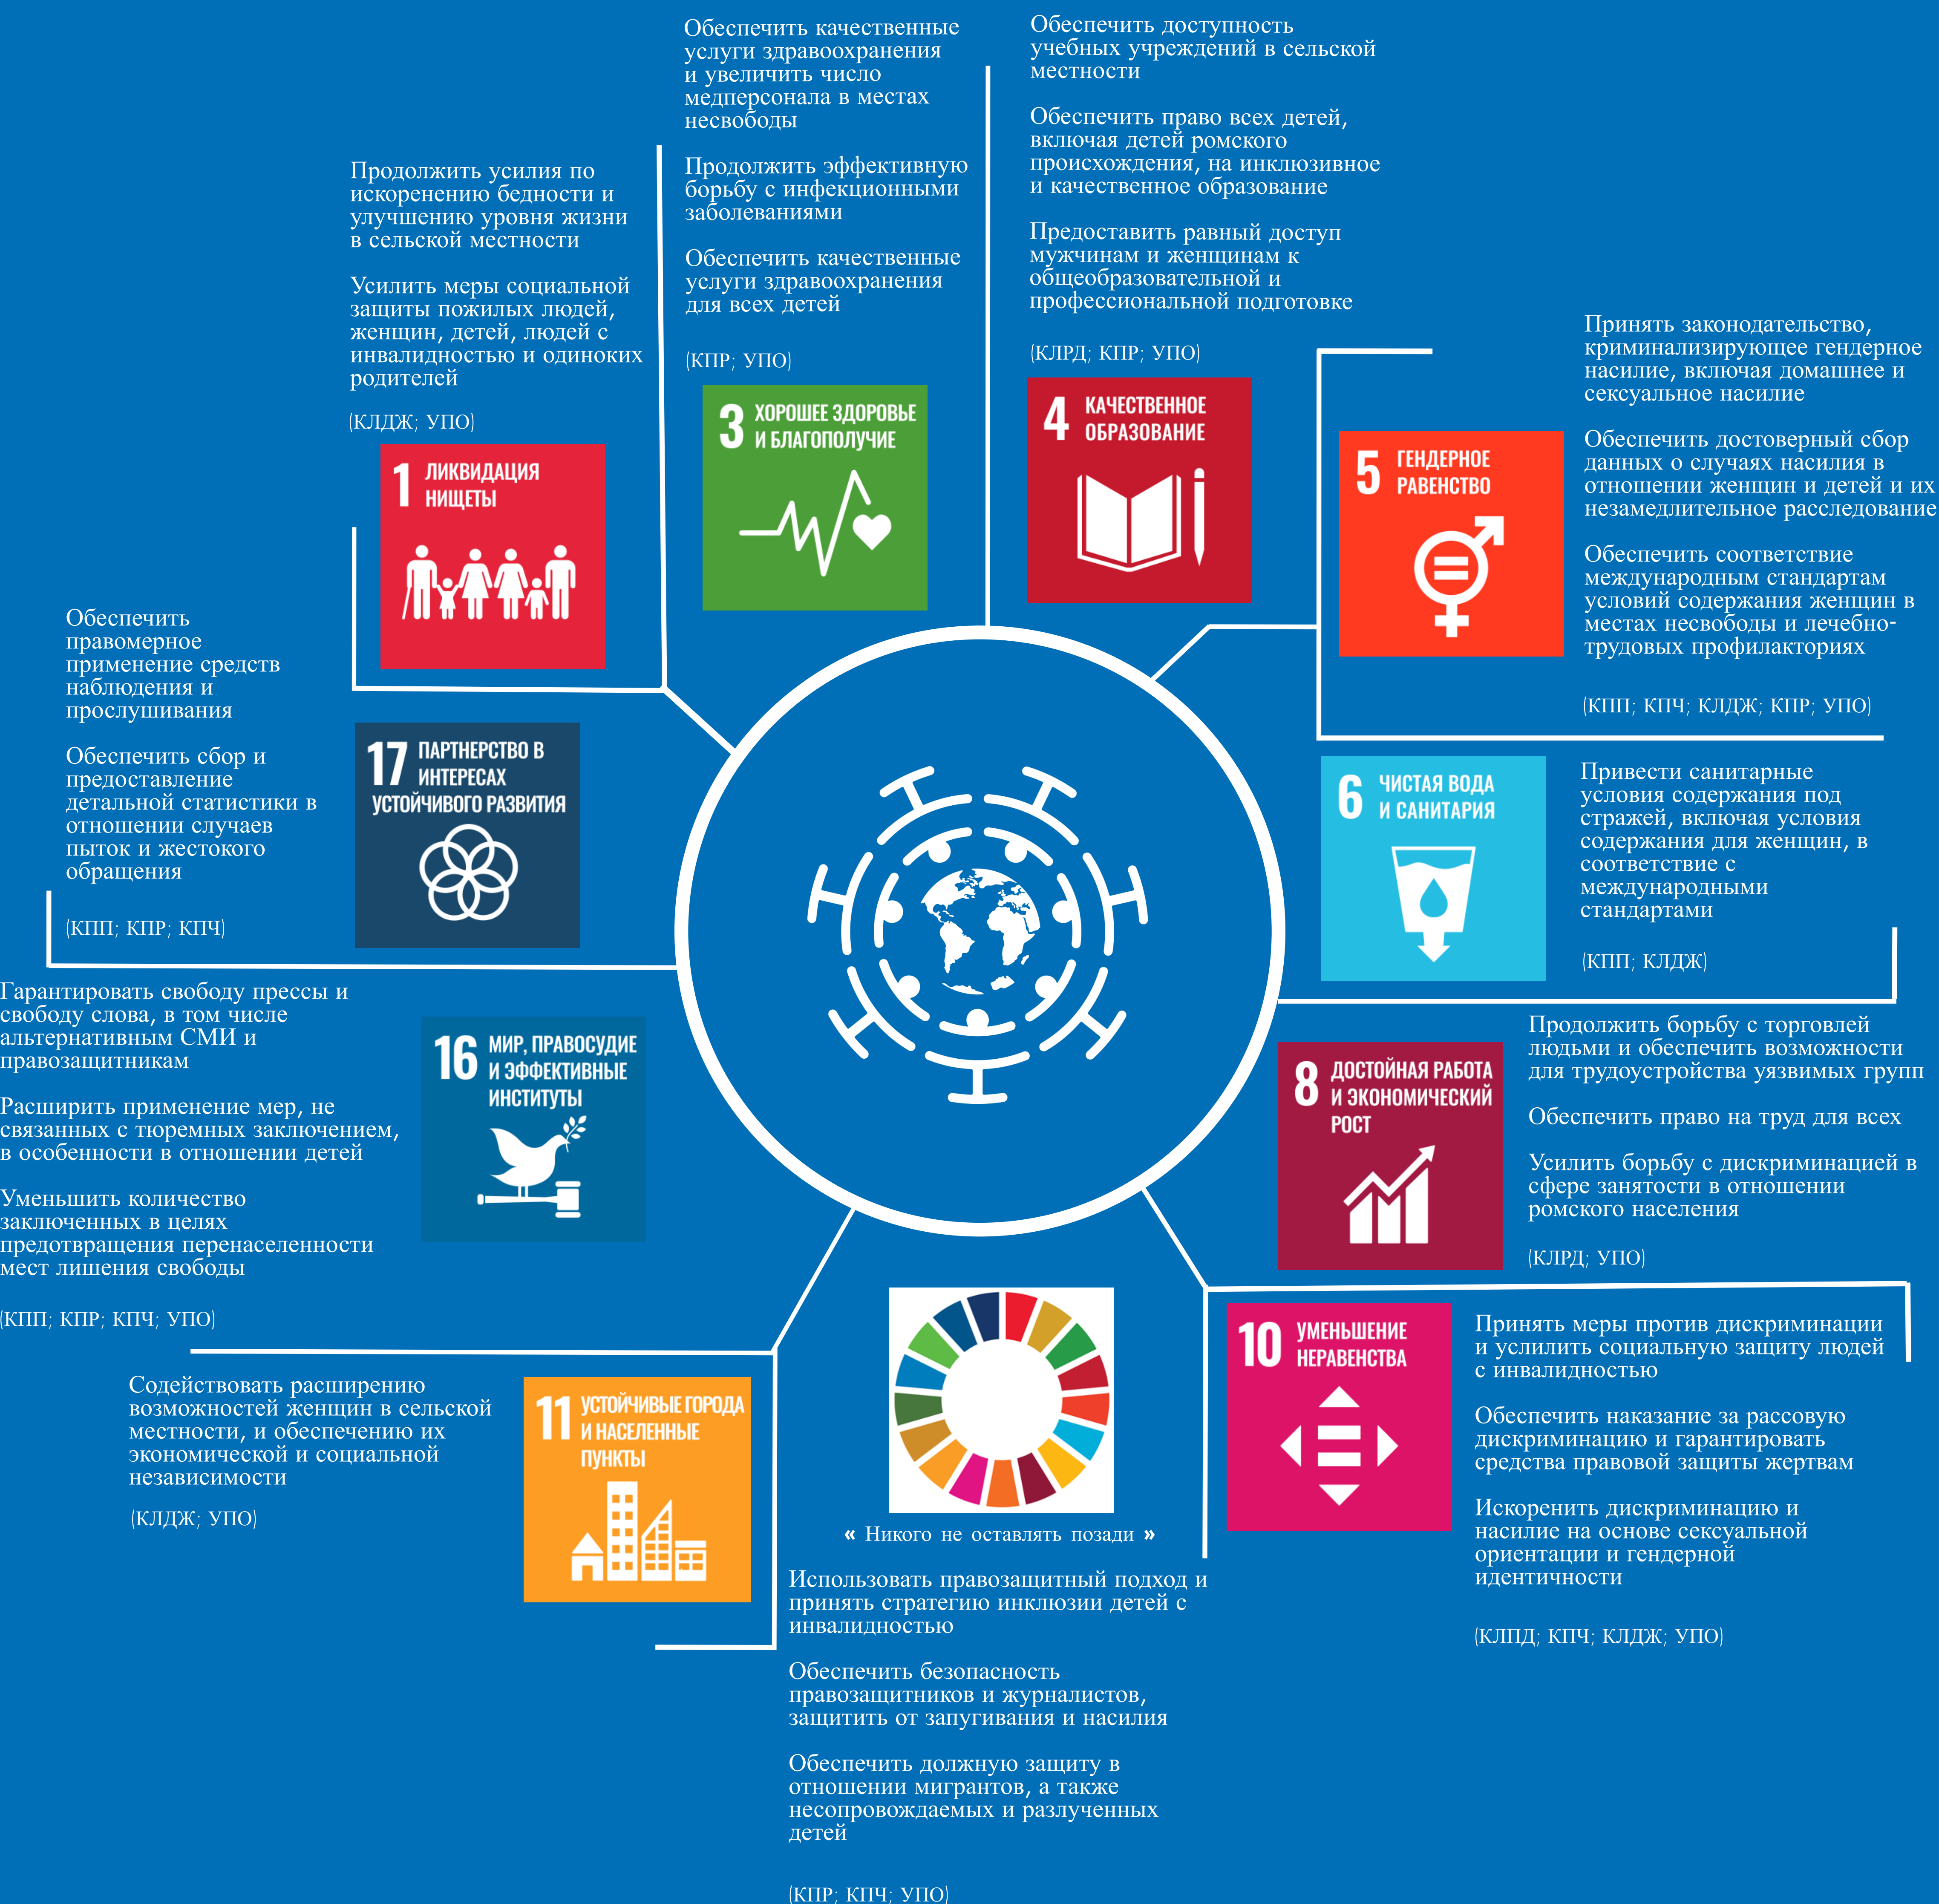 Продолжить усилия по
искоренению бедности и
улучшению уровня жизни
в сельской местности
Усилить меры социальной
защиты пожилых людей,
женщин, детей, людей с
инвалидностью и одиноких
родителей
(КЛДЖ; УПО)
1 ЛИКВИДАЦИЯ
НИЩЕТЫ
Обеспечить качественные
услуги здравоохранения
и увеличить число
медперсонала в местах
несвободы
Продолжить эффективную
борьбу с инфекционными
заболеваниями
Обеспечить качественные
услуги здравоохранения
для всех детей
(КПР; УПО)
3 ХОРОШЕЕ ЗДОРОВЬЕ
И БЛАГОПОЛУЧИЕ
Обеспечить доступность
учебных учреждений в сельской
местности
Обеспечить право всех детей,
включая детей ромского
происхождения, на инклюзивное
и качественное образование
Предоставить равный доступ
мужчинам и женщинам к
общеобразовательной и
профессиональной подготовке
(КЛРД; КПР; УПО)
4 КАЧЕСТВЕННОЕ
ОБРАЗОВАНИЕ
5 ГЕНДЕРНОЕ
РАВЕНСТВО
Принять законодательство,
криминализирующее гендерное
насилие, включая домашнее и
сексуальное насилие
Обеспечить достоверный сбор
данных о случаях насилия в
отношении женщин и детей и их
незамедлительное расследование
Обеспечить соответствие
международным стандартам
условий содержания женщин в
местах несвободы и лечебно-
трудовых профилакториях
(КПП; КПЧ; КЛДЖ; КПР; УПО)
6 ЧИСТАЯ ВОДА
И САНИТАРИЯ
Привести санитарные
условия содержания под
стражей, включая условия
содержания для женщин, в
соответствие с
международными
стандартами
(КПП; КЛДЖ)
8 ДОСТОЙНАЯ РАБОТА
И ЭКОНОМИЧЕСКИЙ
РОСТ
Продолжить борьбу с торговлей
людьми и обеспечить возможности
для трудоустройства уязвимых групп
Обеспечить право на труд для всех
Усилить борьбу с дискриминацией в
сфере занятости в отношении
ромского населения
(КЛРД; УПО)
10 УМЕНЬШЕНИЕ
НЕРАВЕНСТВА
Принять меры против дискриминации
и услилить социальную защиту людей
с инвалидностью
Обеспечить наказание за рассовую
дискриминацию и гарантировать
средства правовой защиты жертвам
Искоренить дискриминацию и
насилие на основе сексуальной
ориентации и гендерной
идентичности
(КЛПД; КПЧ; КЛДЖ; УПО)
« Никого не оставлять позади »
Использовать правозащитный подход и
принять стратегию инклюзии детей с
инвалидностью
Обеспечить безопасность
правозащитников и журналистов,
защитить от запугивания и насилия
Обеспечить должную защиту в
отношении мигрантов, а также
несопровождаемых и разлученных
детей
(КПР; КПЧ; УПО)
11 УСТОЙЧИВЫЕ ГОРОДА
И НАСЕЛЕННЫЕ
ПУНКТЫ
Содействовать расширению
возможностей женщин в сельской
местности, и обеспечению их
экономической и социальной
независимости
(КЛДЖ; УПО)
16 МИР, ПРАВОСУДИЕ
И ЭФФЕКТИВНЫЕ
ИНСТИТУТЫ
Гарантировать свободу прессы и
свободу слова, в том числе
альтернативным СМИ и
правозащитникам
Расширить применение мер, не
связанных с тюремных заключением,
в особенности в отношении детей
Уменьшить количество
заключенных в целях
предотвращения перенаселенности
мест лишения свободы
(КПП; КПР; КПЧ; УПО)
17 ПАРТНЕРСТВО В
ИНТЕРЕСАХ
УСТОЙЧИВОГО РАЗВИТИЯ
Обеспечить
правомерное
применение средств
наблюдения и
прослушивания
Обеспечить сбор и
предоставление
детальной статистики в
отношении случаев
пыток и жестокого
обращения
(КПП; КПР; КПЧ)